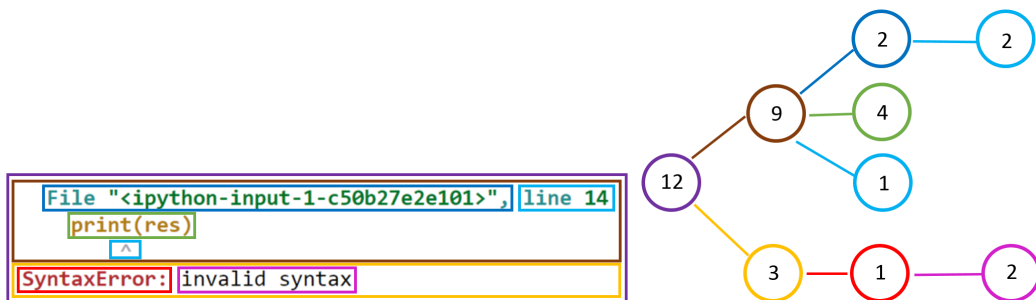 File "<ipython-input-1-c50b27e2e101>", line 14
print(res)
^
SyntaxError: invalid syntax
2 2
9 4
12 1
3 1 2